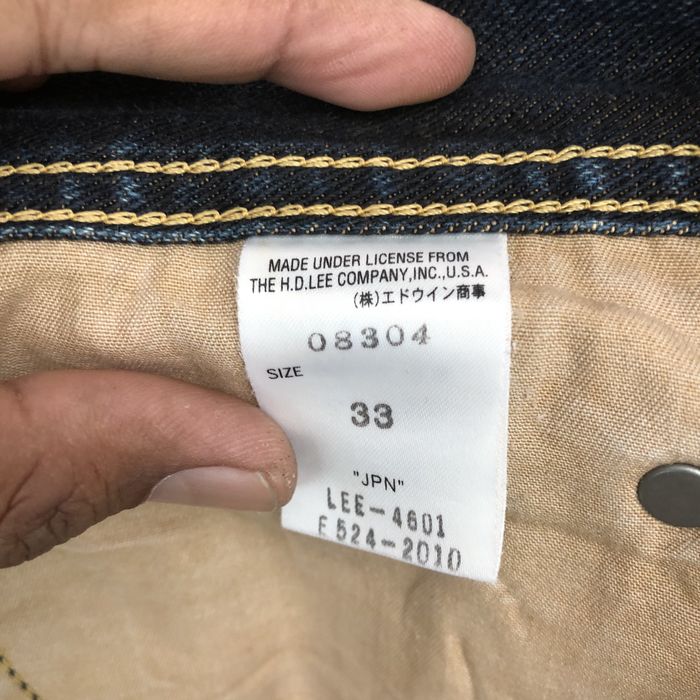 MADE UNDER LICENSE FROM
THE H.D.LEE COMPANY,INC.,U.S.A.
(株)エドウイン商事
08304
SIZE
33
"JPN"
LEE-4601
E 524-2010